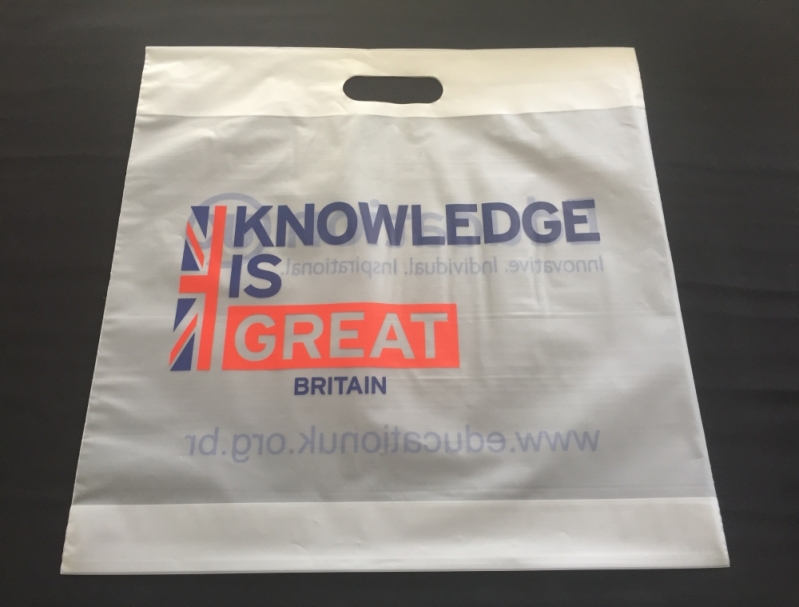 KNOWLEDGE
IS
GREAT
BRITAIN
Innovative. Individual. Inspirational.
www.educationuk.org.br